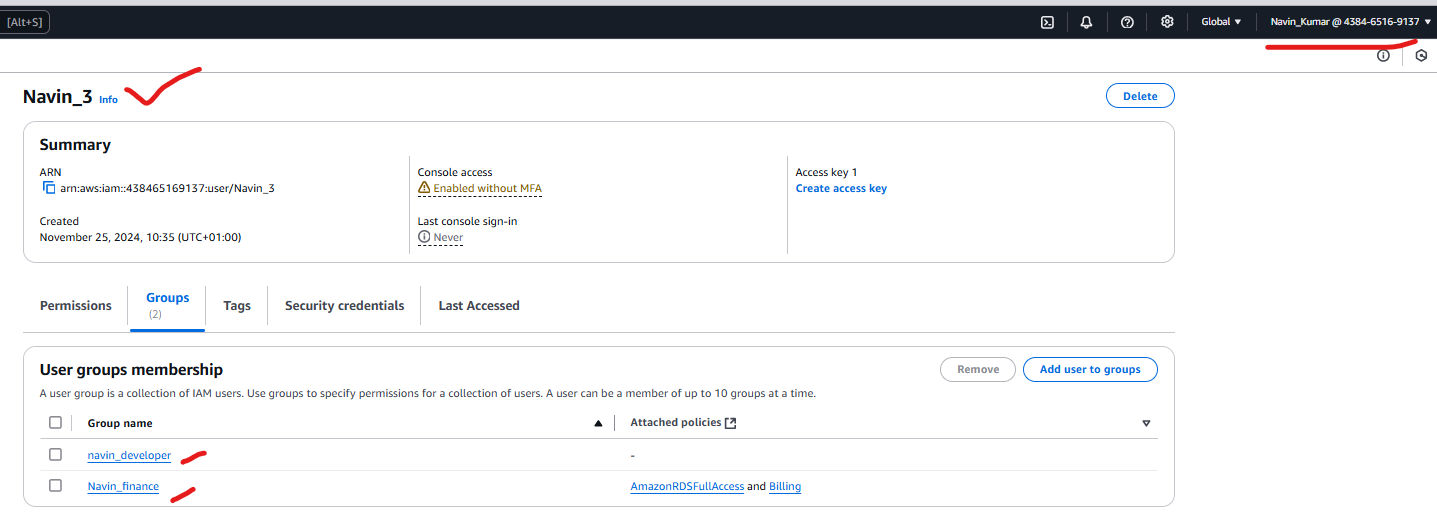 [Alt+S] Global Navin_Kumar @ 4384-6516-9137
Navin_3 Info Delete
Summary
ARN
arn:aws:iam::438465169137:user/Navin_3
Created
November 25, 2024, 10:35 (UTC+01:00)
Console access
Enabled without MFA
Last console sign-in
Never
Access key 1
Create access key
Permissions Groups (2) Tags Security credentials Last Accessed
User groups membership Remove Add user to groups
A user group is a collection of IAM users. Use groups to specify permissions for a collection of users. A user can be a member of up to 10 groups at a time.
Group name Attached policies
navin_developer -
Navin_finance AmazonRDSFullAccess and Billing